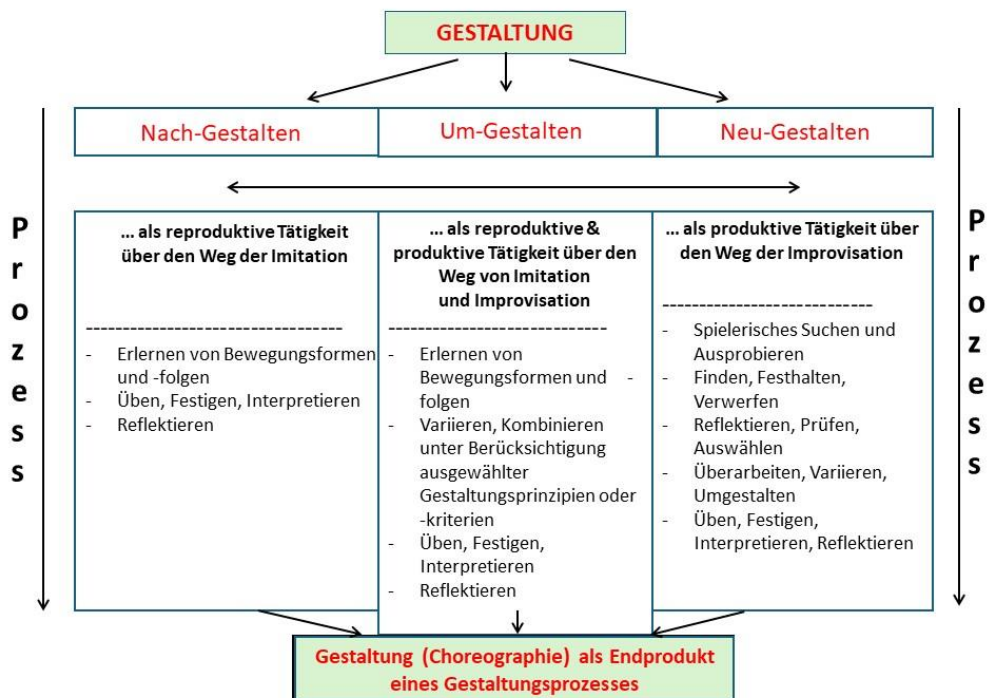 GESTALTUNG
Nach-Gestalten
Um-Gestalten
Neu-Gestalten
Prozess
... als reproduktive Tätigkeit
über den Weg der Imitation
-----------------------------------
- Erlernen von Bewegungsformen
und -folgen
- Üben, Festigen, Interpretieren
- Reflektieren
... als reproduktive &
produktive Tätigkeit über den
Weg von Imitation
und Improvisation
------------------------------
- Erlernen von
Bewegungsformen und -
folgen
- Variieren, Kombinieren
unter Berücksichtigung
ausgewählter
Gestaltungsprinzipien oder
-kriterien
- Üben, Festigen,
Interpretieren
- Reflektieren
... als produktive Tätigkeit über
den Weg der Improvisation
-----------------------------
- Spielerisches Suchen und
Ausprobieren
- Finden, Festhalten,
Verwerfen
- Reflektieren, Prüfen,
Auswählen
- Überarbeiten, Variieren,
Umgestalten
- Üben, Festigen,
Interpretieren, Reflektieren
Prozess
Gestaltung (Choreographie) als Endprodukt
eines Gestaltungsprozesses